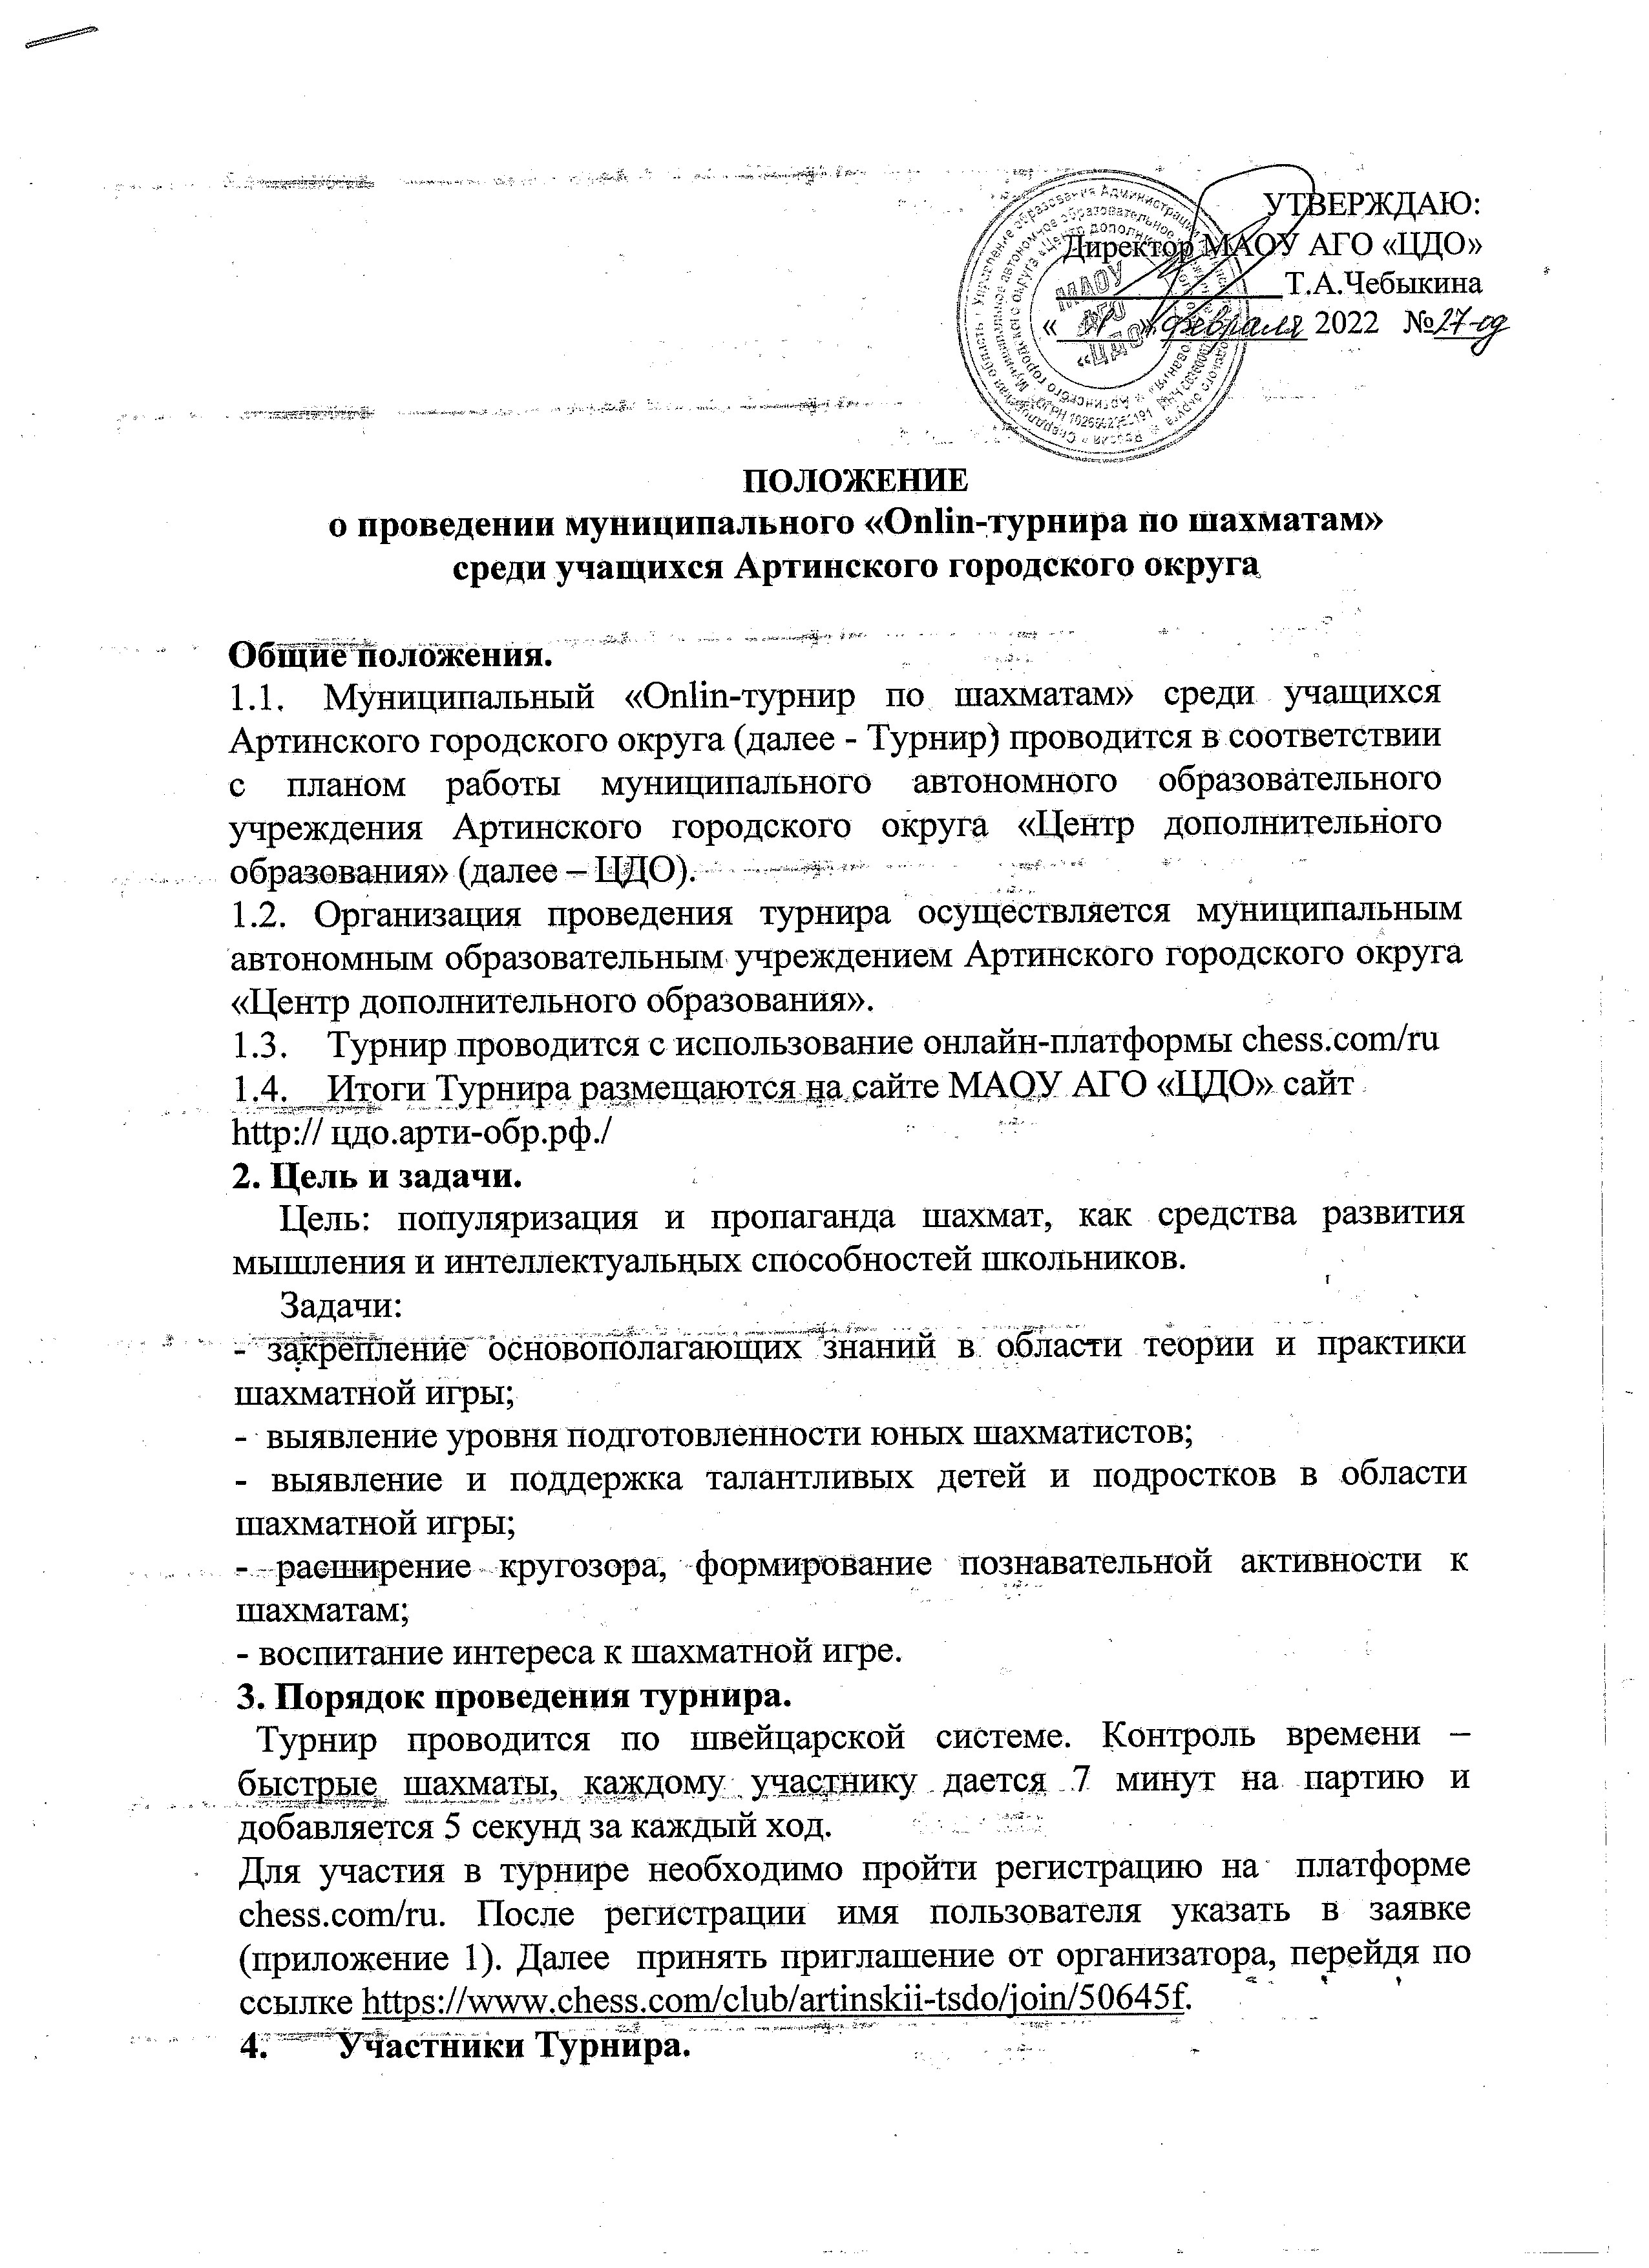 УТВЕРЖДАЮ:
Директор МАОУ АГО «ЦДО»
Т.А.Чебыкина
« » февраля 2022 №27-од
МАОУ
АГО
«ЦДО»
ПОЛОЖЕНИЕ
о проведении муниципального «Onlin-турнира по шахматам»
среди учащихся Артинского городского округа
Общие положения.
1.1. Муниципальный «Onlin-турнир по шахматам» среди учащихся
Артинского городского округа (далее - Турнир) проводится в соответствии
с планом работы муниципального автономного образовательного
учреждения Артинского городского округа «Центр дополнительного
образования» (далее – ЦДО).
1.2. Организация проведения турнира осуществляется муниципальным
автономным образовательным учреждением Артинского городского округа
«Центр дополнительного образования».
1.3. Турнир проводится с использование онлайн-платформы chess.com/ru
1.4. Итоги Турнира размещаются на сайте МАОУ АГО «ЦДО» сайт
http:// цдо.арти-обр.рф./
2. Цель и задачи.
Цель: популяризация и пропаганда шахмат, как средства развития
мышления и интеллектуальных способностей школьников.
Задачи:
- закрепление основополагающих знаний в области теории и практики
шахматной игры;
- выявление уровня подготовленности юных шахматистов;
- выявление и поддержка талантливых детей и подростков в области
шахматной игры;
- расширение кругозора, формирование познавательной активности к
шахматам;
- воспитание интереса к шахматной игре.
3. Порядок проведения турнира.
Турнир проводится по швейцарской системе. Контроль времени –
быстрые шахматы, каждому участнику дается 7 минут на партию и
добавляется 5 секунд за каждый ход.
Для участия в турнире необходимо пройти регистрацию на платформе
chess.com/ru. После регистрации имя пользователя указать в заявке
(приложение 1). Далее принять приглашение от организатора, перейдя по
ссылке https://www.chess.com/club/artinskii-tsdo/join/50645f.
4. Участники Турнира.